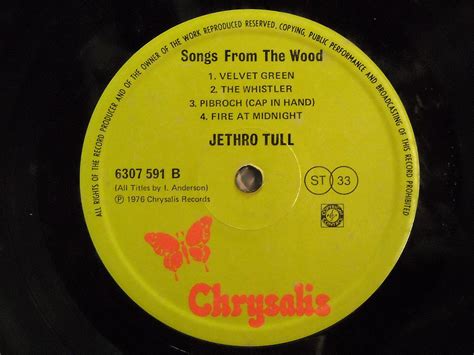 ALL RIGHTS OF THE RECORD PRODUCER AND OF THE OWNER OF THE WORK REPRODUCED RESERVED, COPYING, PUBLIC PERFORMANCE AND BROADCASTING OF THIS RECORD PROHIBITED
Songs From The Wood
1. VELVET GREEN
2. THE WHISTLER
3. PIBROCH (CAP IN HAND)
4. FIRE AT MIDNIGHT
JETHRO TULL
6307 591 B
(All Titles by I. Anderson)
Ⓟ 1976 Chrysalis Records
ST 33
Chrysalis